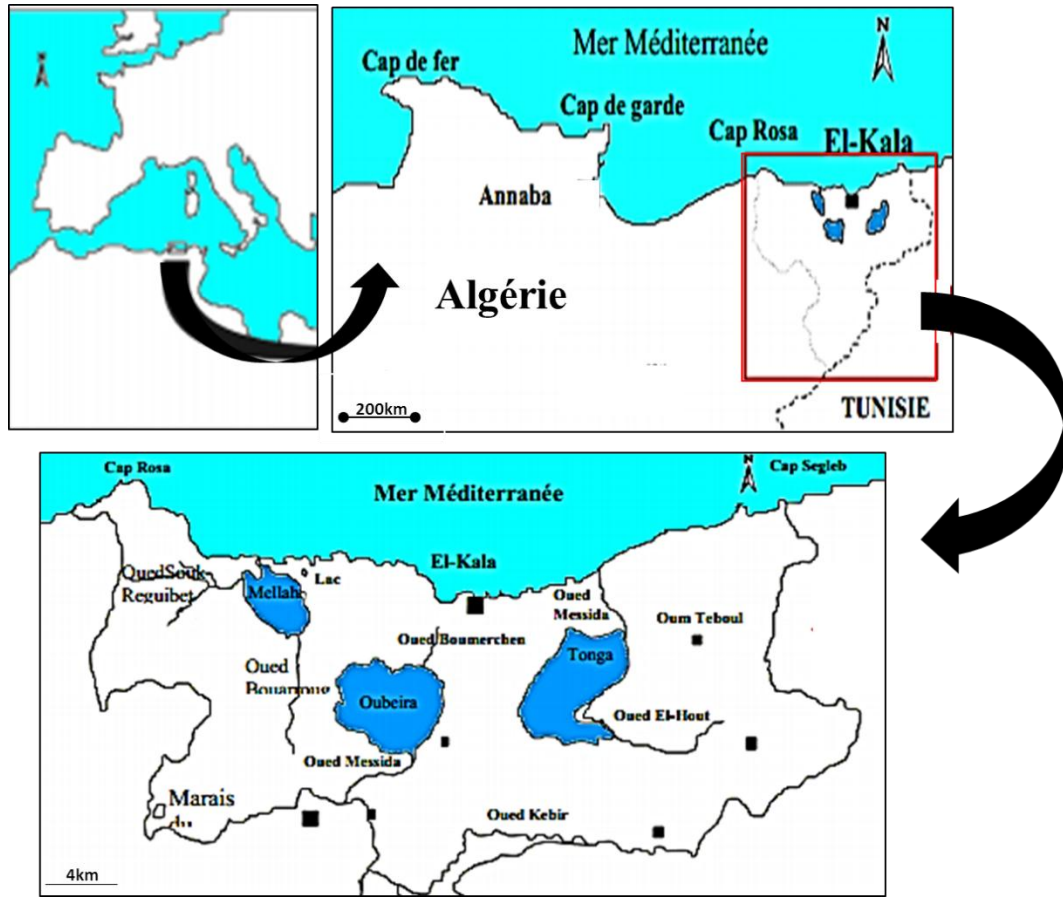 N
Mer Méditerranée
N
Cap de fer
Cap de garde
Cap Rosa
El-Kala
Annaba
Algérie
200km
TUNISIE
Cap Rosa
N
Cap Segleb
Mer Méditerranée
El-Kala
QuedSouk-
Reguibet
Lac
Mellah
Oued
Messida
Oum Teboul
Oued Boumerchen
Tonga
Oued
Oubeira
Oued El-Hout
Oued Messida
Marais
du
Oued Kebir
4km